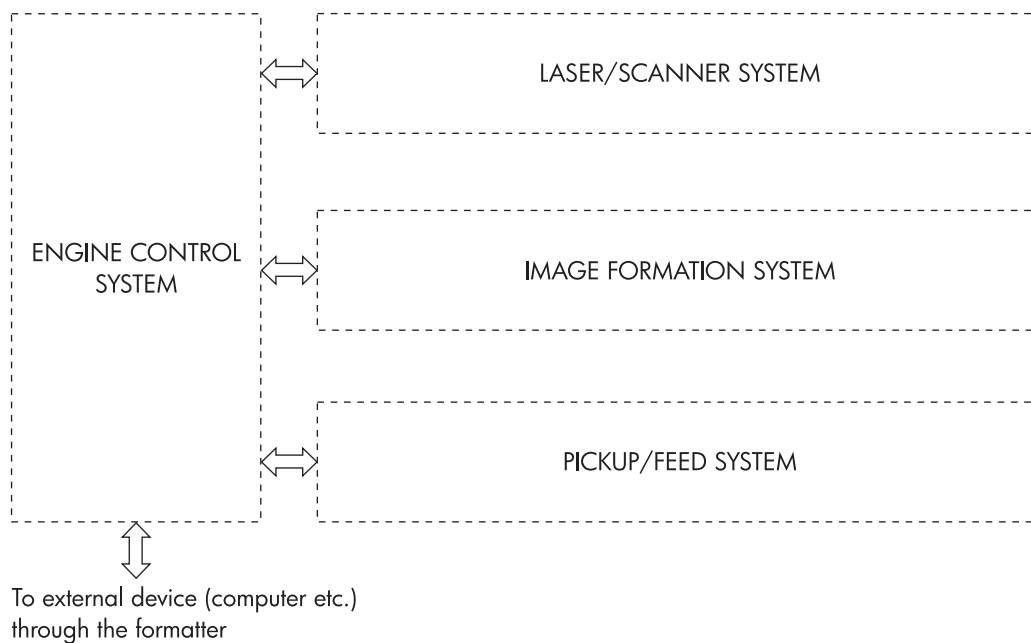 LASER/SCANNER SYSTEM
ENGINE CONTROL
SYSTEM
IMAGE FORMATION SYSTEM
PICKUP/FEED SYSTEM
To external device (computer etc.)
through the formatter